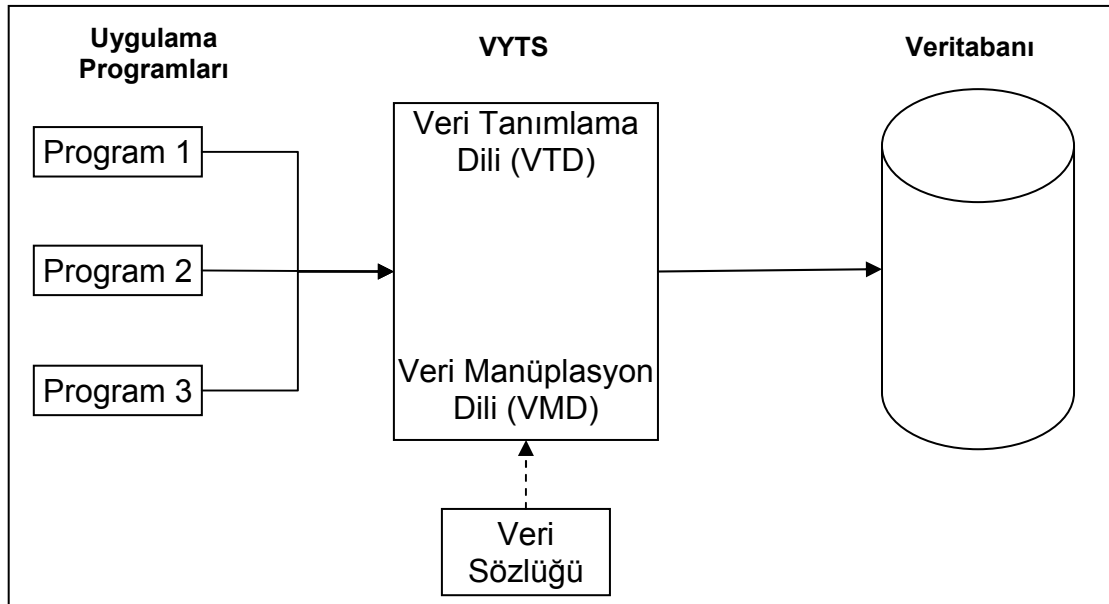 Uygulama
Programları
VYTS
Veritabanı
Program 1
Program 2
Program 3
Veri Tanımlama
Dili (VTD)
Veri Manüplasyon
Dili (VMD)
Veri
Sözlüğü